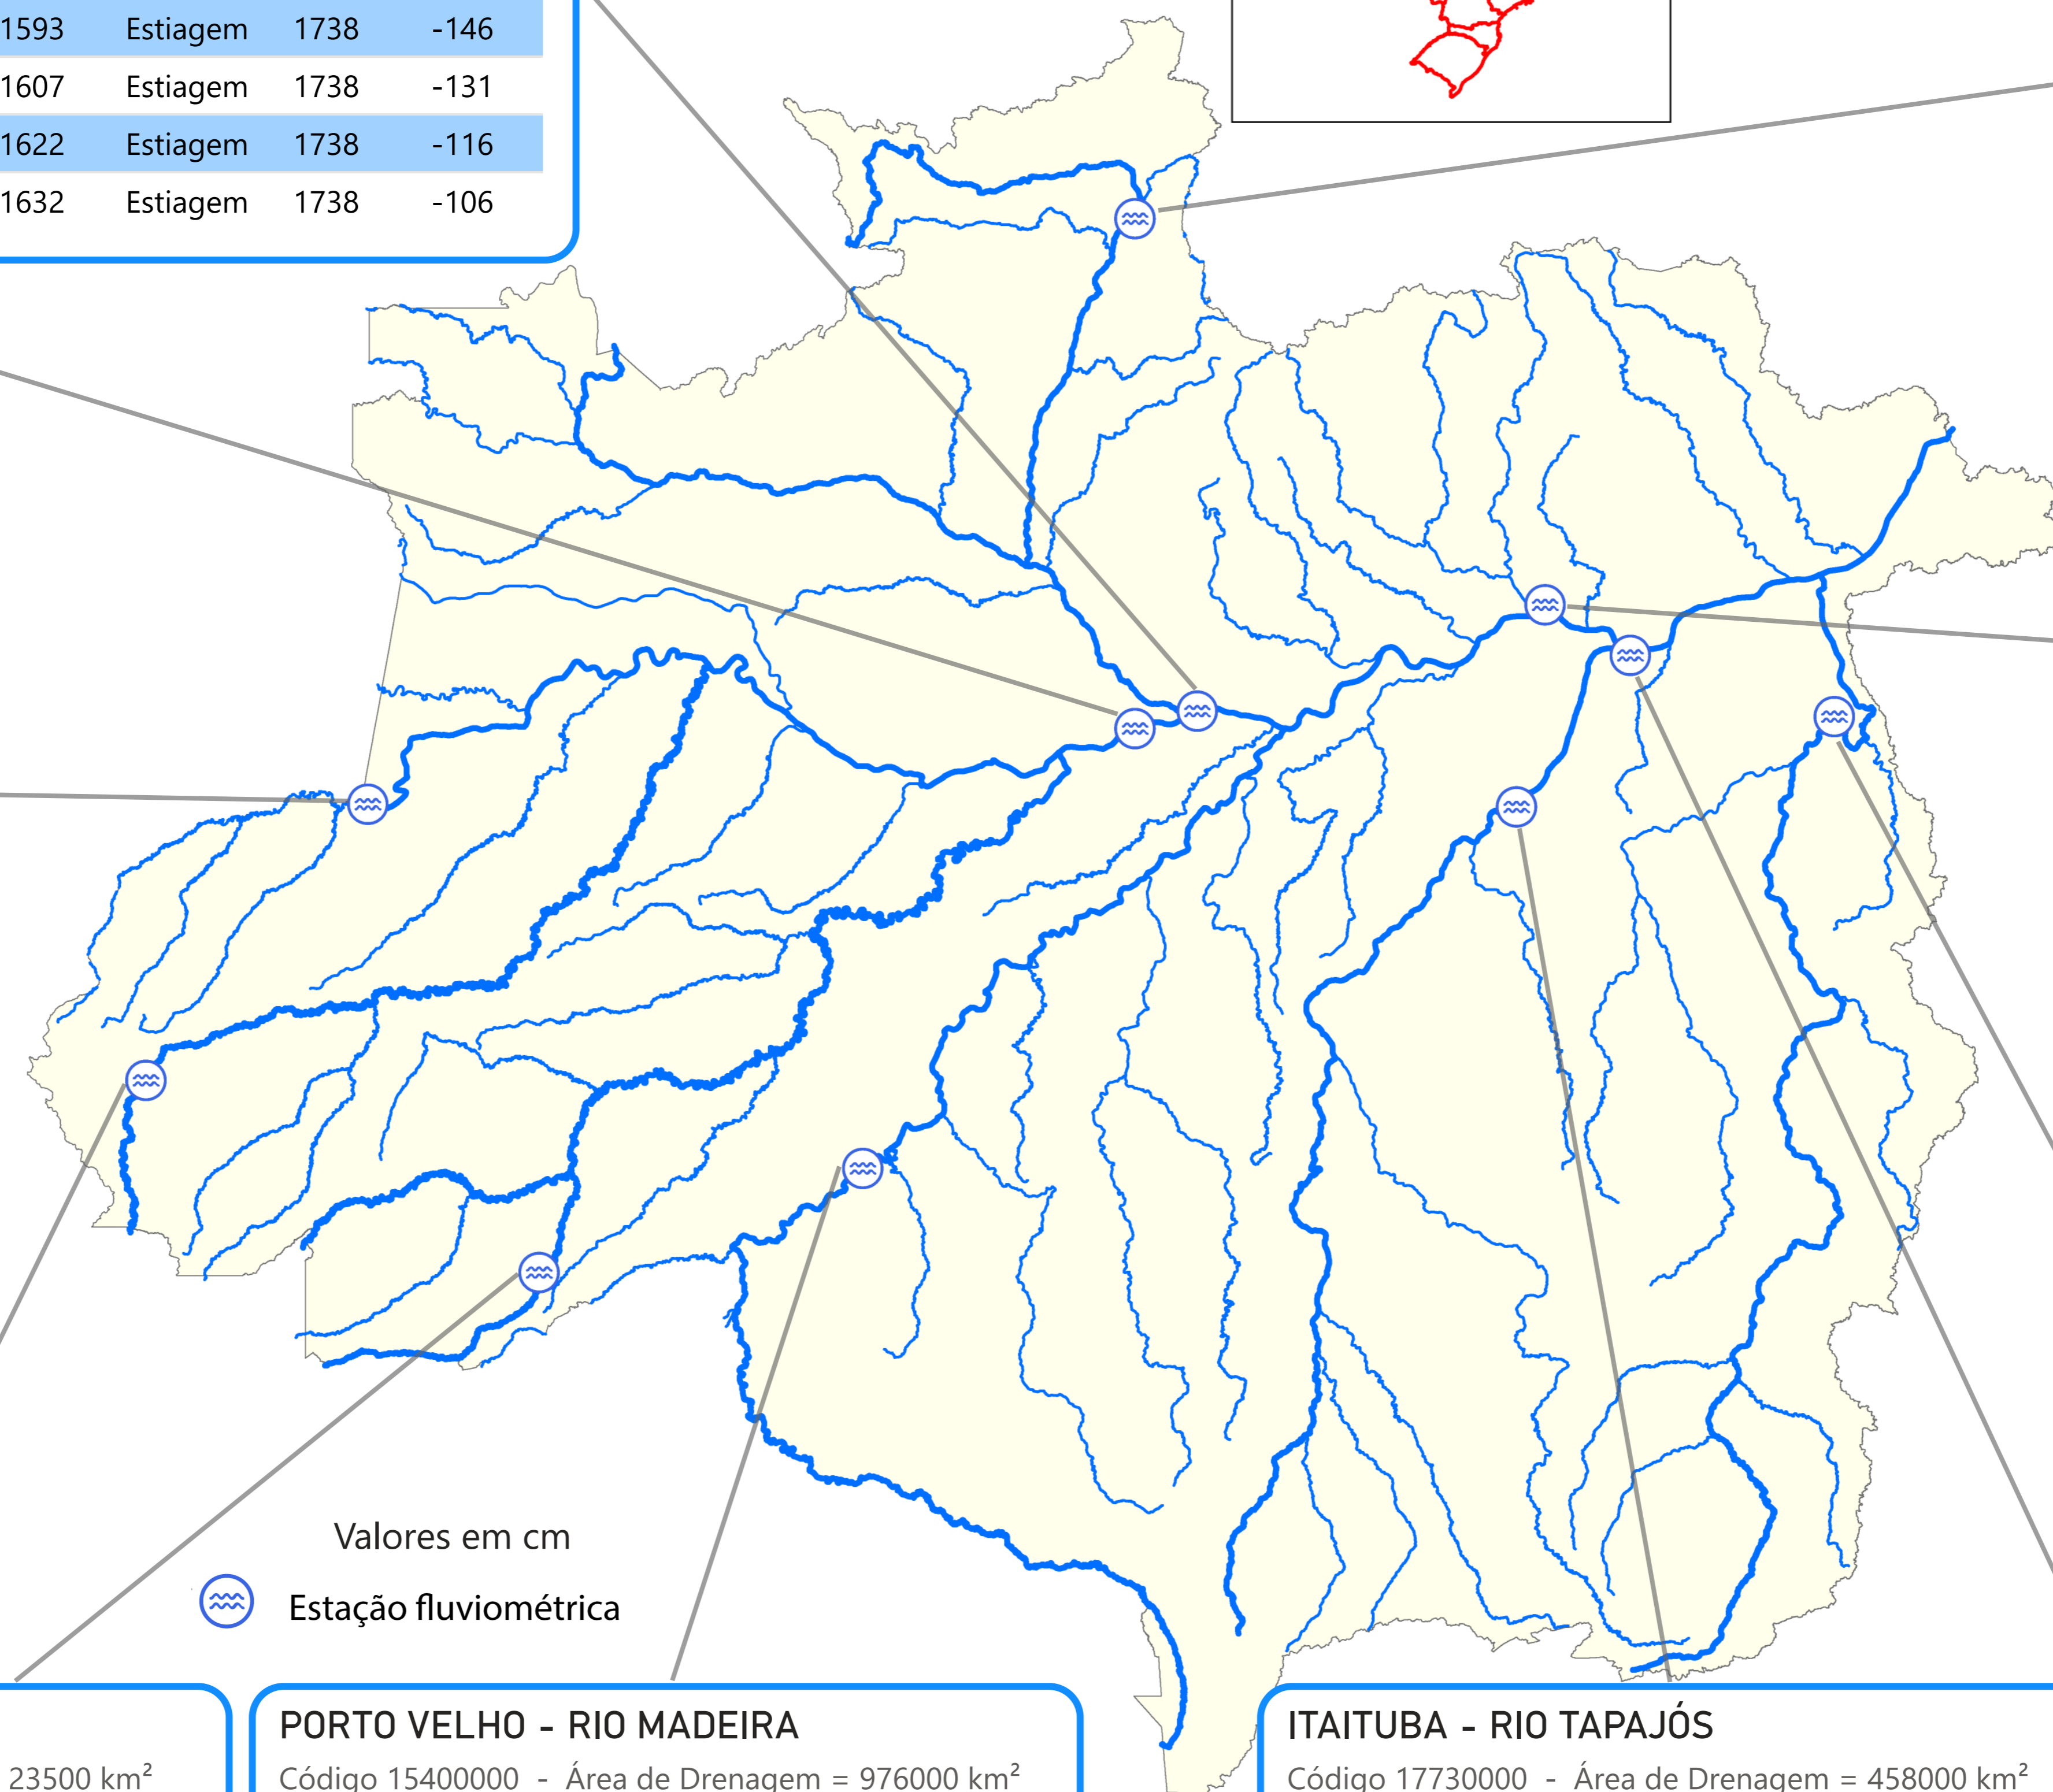 1593 Estiagem 1738 -146
1607 Estiagem 1738 -131
1622 Estiagem 1738 -116
1632 Estiagem 1738 -106
Valores em cm
Estação fluviométrica
23500 km²
PORTO VELHO - RIO MADEIRA
Código 15400000 - Área de Drenagem = 976000 km²
ITAITUBA - RIO TAPAJÓS
Código 17730000 - Área de Drenagem = 458000 km²